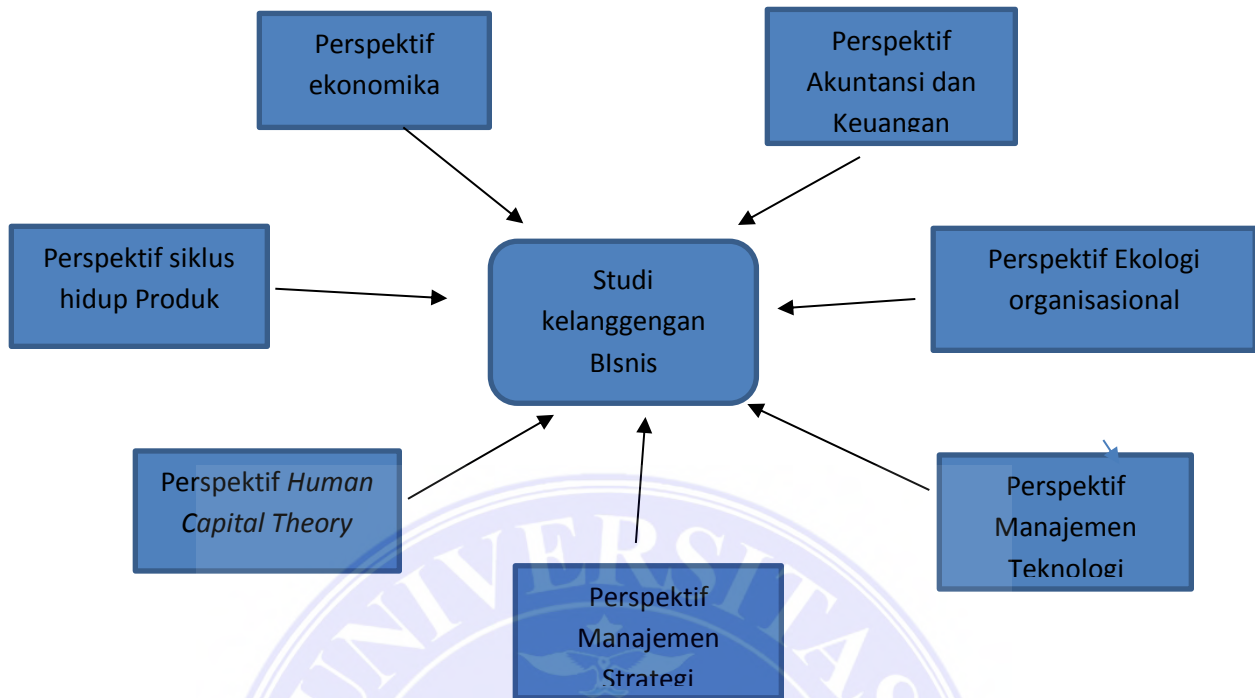 Perspektif
ekonomika
Perspektif
Akuntansi dan
Keuangan
Perspektif siklus
hidup Produk
Studi
kelanggengan
BIsnis
Perspektif Ekologi
organisasional
Perspektif Human
Capital Theory
Perspektif
Manajemen
Teknologi
Perspektif
Manajemen
Strategi
UNIVERSITAS